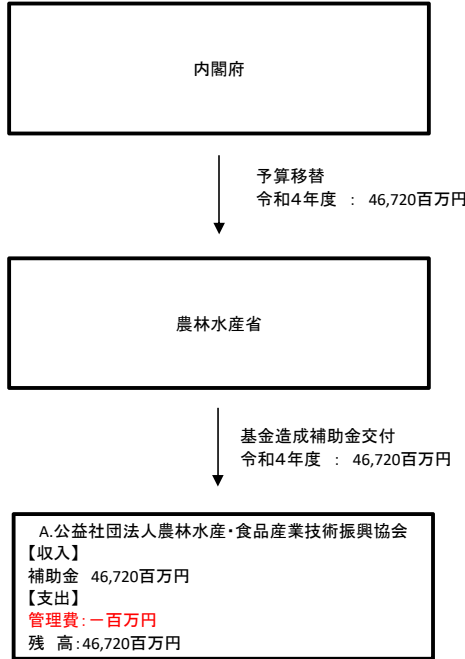 内閣府
予算移替
令和4年度 : 46,720百万円
農林水産省
基金造成補助金交付
令和4年度 : 46,720百万円
A.公益社団法人農林水産・食品産業技術振興協会
【収入】
補助金 46,720百万円
【支出】
管理費:－百万円
残 高:46,720百万円